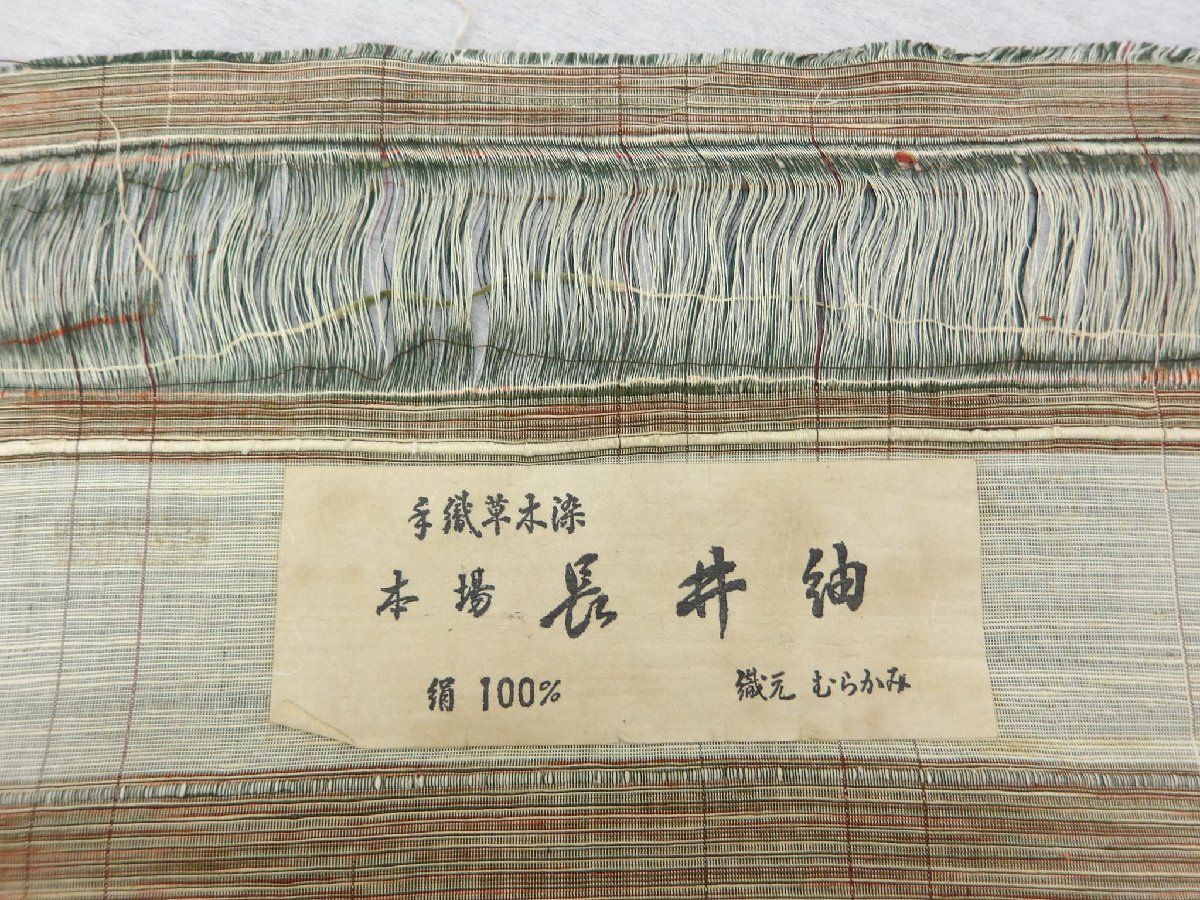 手織草木染
本場 長井紬
絹 100%
織元 むらかみ